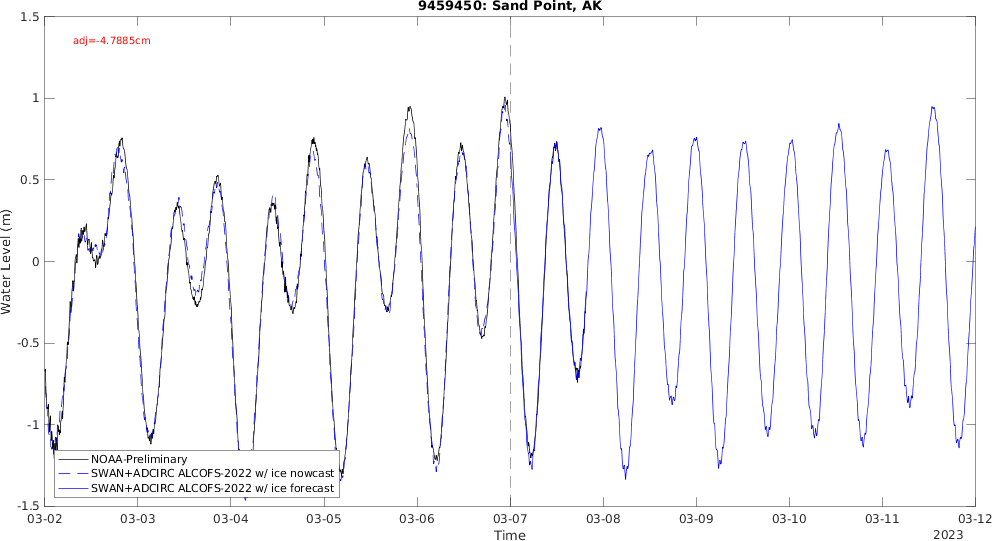 9459450: Sand Point, AK
adj=-4.7885cm
Water Level (m)
1.5
1
0.5
0
-0.5
-1
-1.5
NOAA-Preliminary
SWAN+ADCIRC ALCOFS-2022 w/ ice nowcast
SWAN+ADCIRC ALCOFS-2022 w/ ice forecast
03-02 03-03 03-04 03-05 03-06 03-07 03-08 03-09 03-10 03-11 03-12
Time
2023